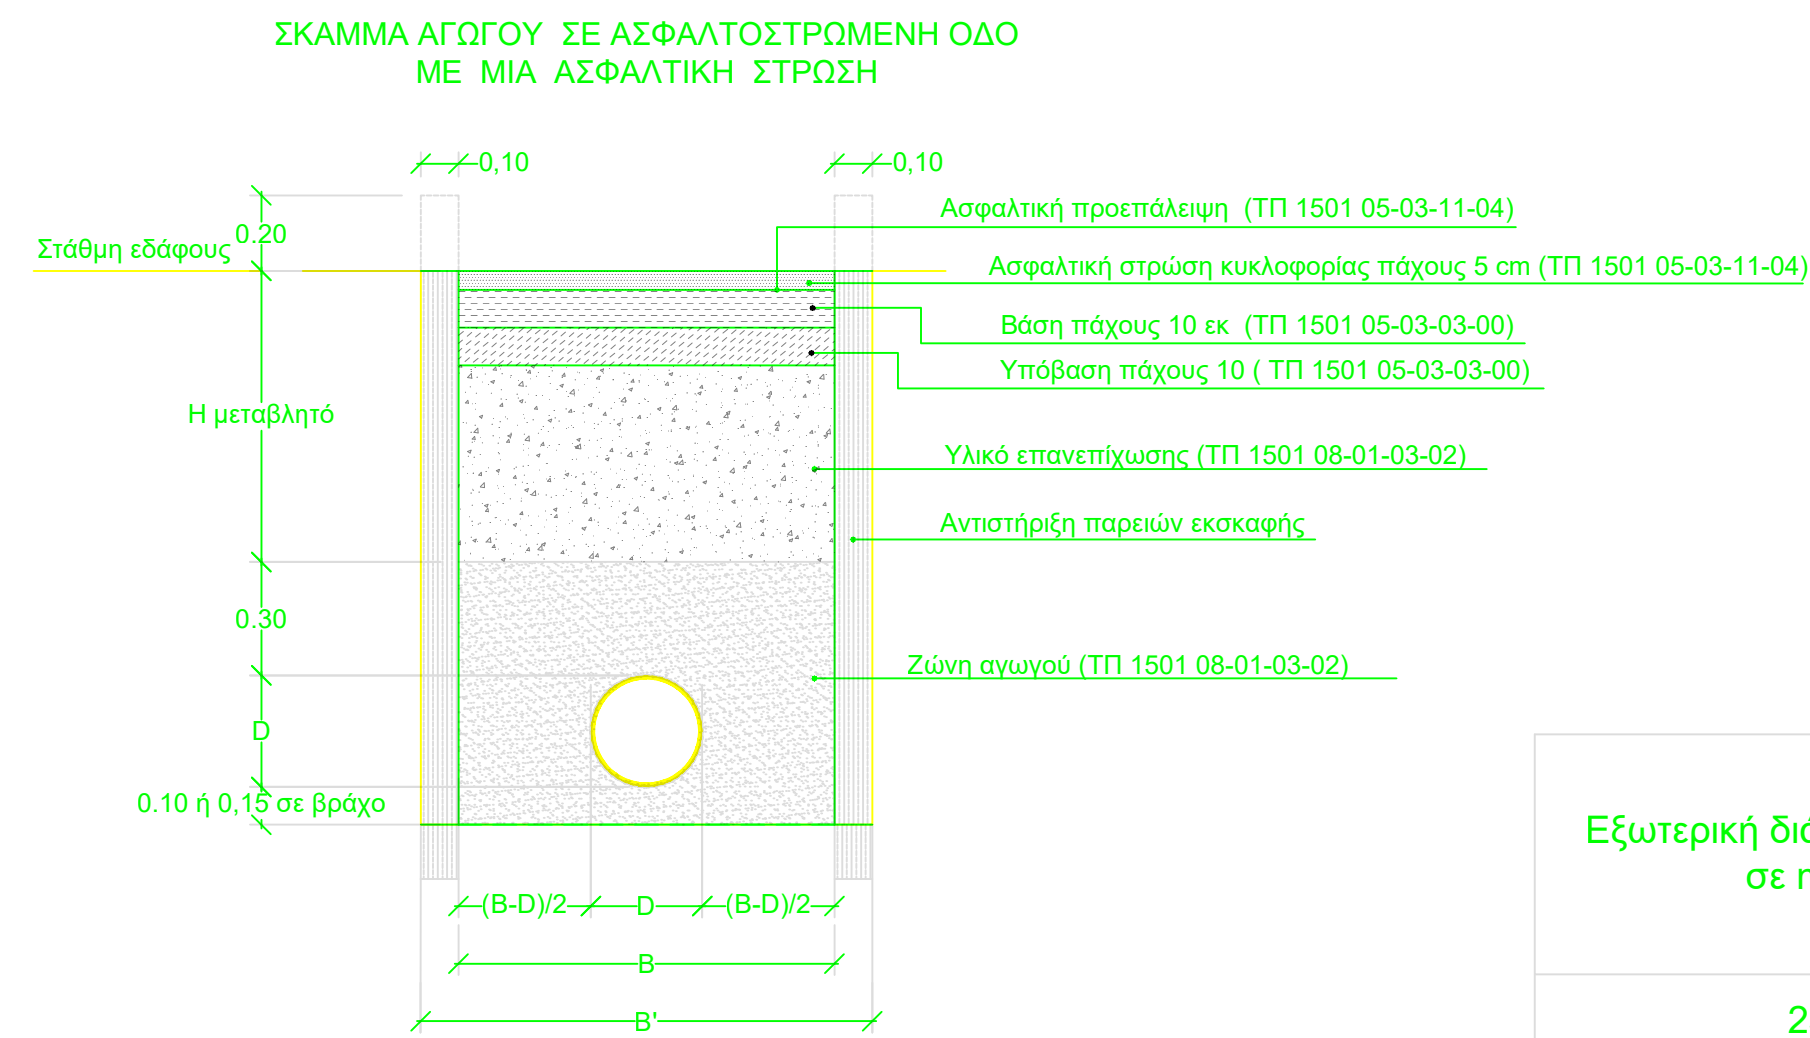 ΣΚΑΜΜΑ ΑΓΩΓΟΥ ΣΕ ΑΣΦΑΛΤΟΣΤΡΩΜΕΝΗ ΟΔΟ
ΜΕ ΜΙΑ ΑΣΦΑΛΤΙΚΗ ΣΤΡΩΣΗ
0,10
0,10
Ασφαλτική προεπάλειψη (ΤΠ 1501 05-03-11-04)
0.20
Στάθμη εδάφους
Ασφαλτική στρώση κυκλοφορίας πάχους 5 cm (ΤΠ 1501 05-03-11-04)
Βάση πάχους 10 εκ (ΤΠ 1501 05-03-03-00)
Υπόβαση πάχους 10 ( ΤΠ 1501 05-03-03-00)
Η μεταβλητό
Υλικό επανεπίχωσης (ΤΠ 1501 08-01-03-02)
Αντιστήριξη παρειών εκσκαφής
0.30
Ζώνη αγωγού (ΤΠ 1501 08-01-03-02)
D
0.10 ή 0,15 σε βράχο
Εξωτερική
σε
(B-D)/2
D
(B-D)/2
B
B'
2